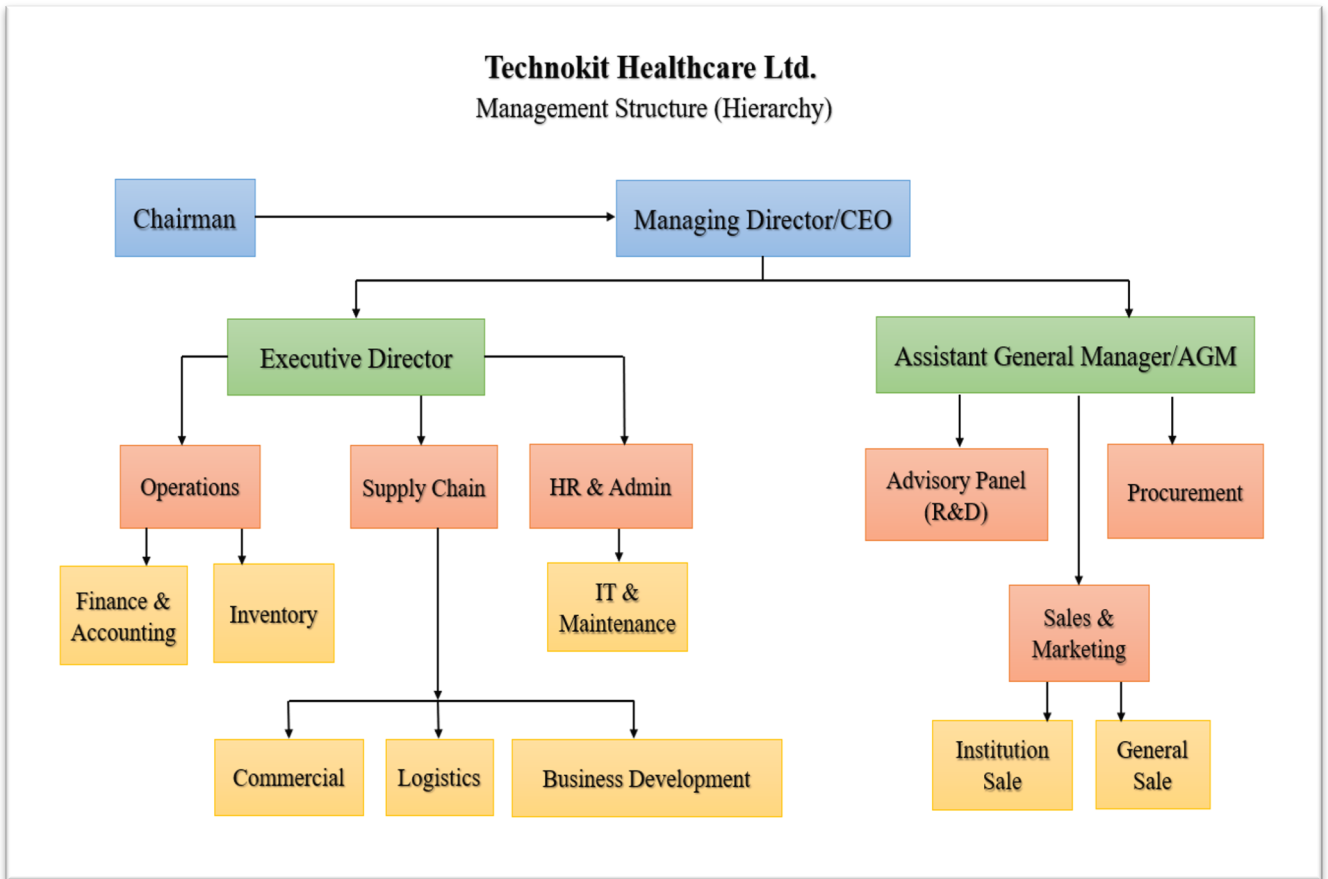 Technokit Healthcare Ltd.
Management Structure (Hierarchy)
Chairman
Managing Director/CEO
Executive Director
Assistant General Manager/AGM
Operations
Supply Chain
HR & Admin
Advisory Panel
(R&D)
Procurement
Finance &
Accounting
Inventory
IT &
Maintenance
Sales &
Marketing
Commercial
Logistics
Business Development
Institution
Sale
General
Sale